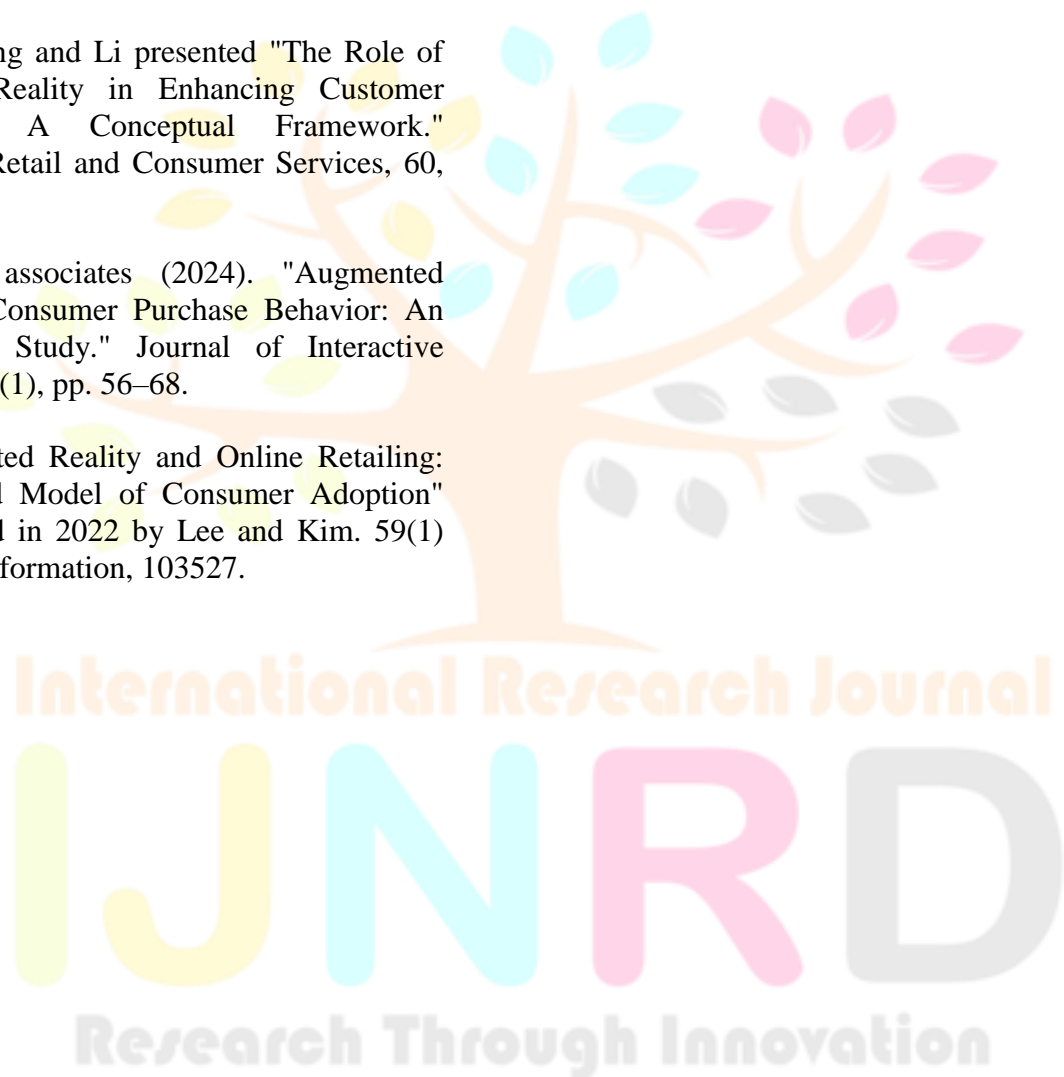 ng and Li presented "The Role of
Reality in Enhancing Customer
A Conceptual Framework."
Retail and Consumer Services, 60,
associates (2024). "Augmented
Consumer Purchase Behavior: An
Study." Journal of Interactive
(1), pp. 56–68.
ted Reality and Online Retailing:
d Model of Consumer Adoption"
d in 2022 by Lee and Kim. 59(1)
formation, 103527.
International Research Journal
IJNRD
Research Through Innovation